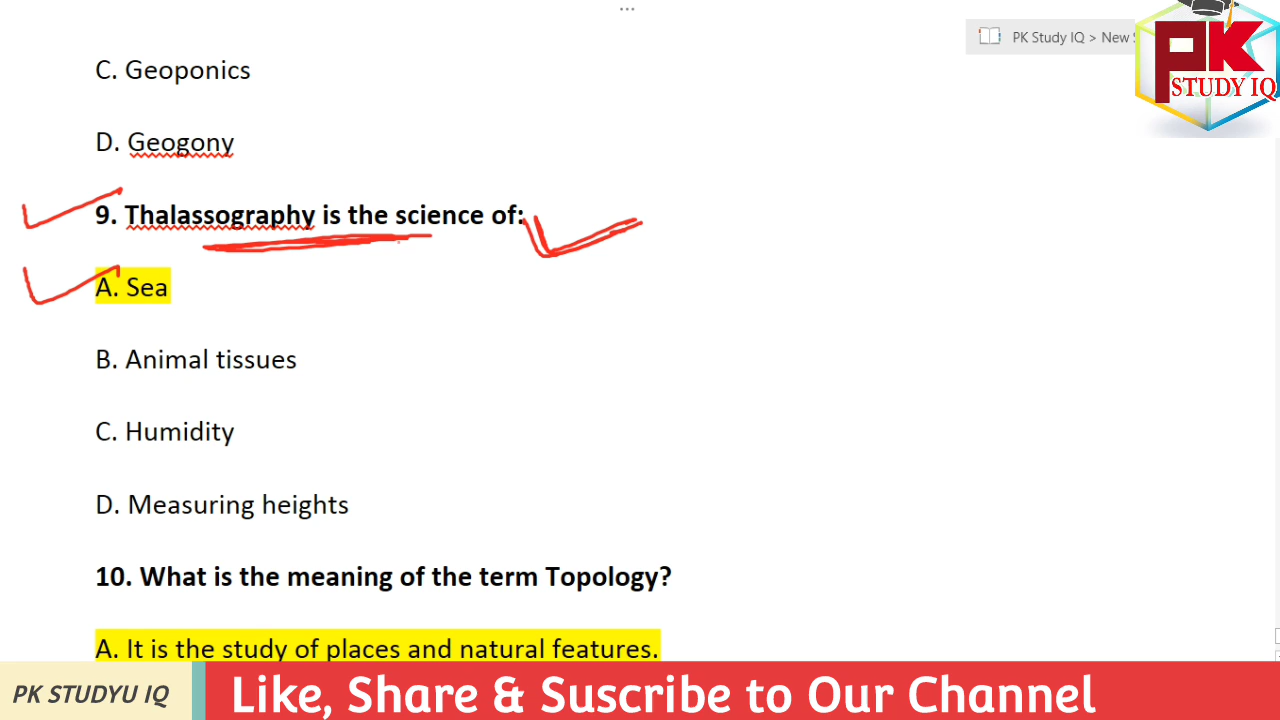 ...
PK Study IQ > New
PK
STUDY IQ
C. Geoponics
D. Geogony
9. Thalassography is the science of:
A. Sea
B. Animal tissues
C. Humidity
D. Measuring heights
10. What is the meaning of the term Topology?
A. It is the study of places and natural features.
PK STUDYU IQ
Like, Share & Suscribe to Our Channel